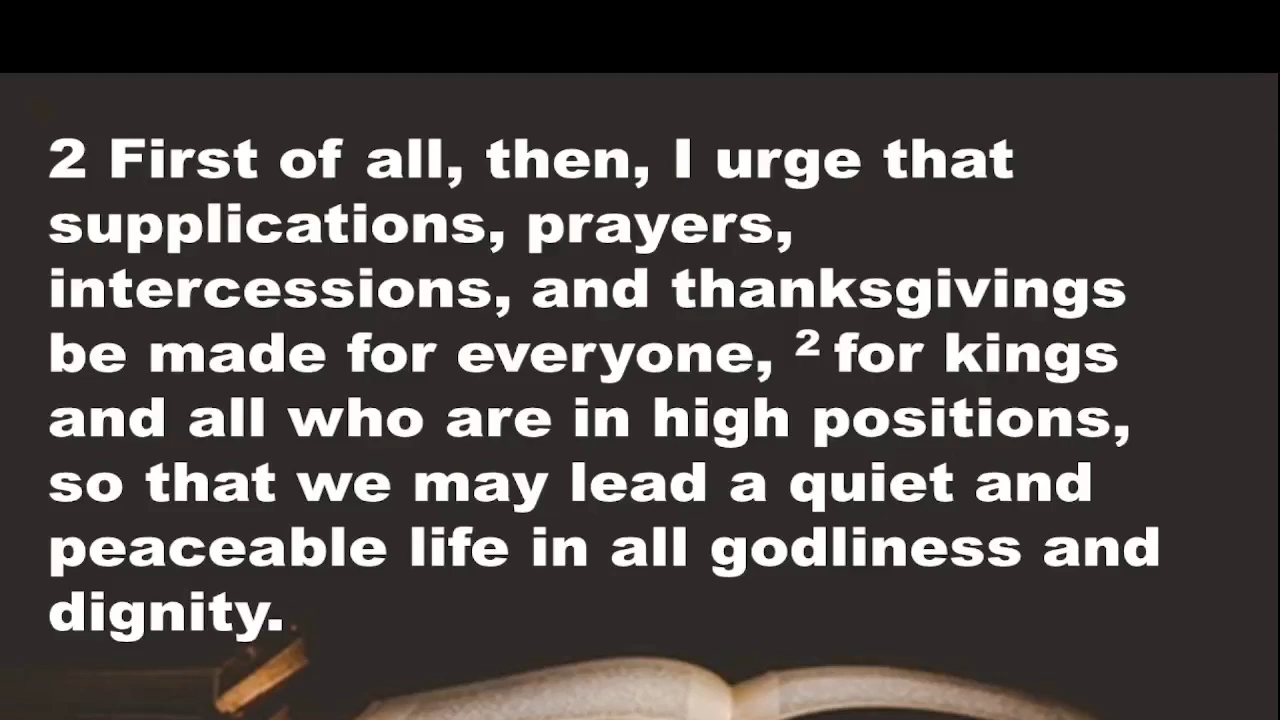 2 First of all, then, I urge that
supplications, prayers,
intercessions, and thanksgivings
be made for everyone, ² for kings
and all who are in high positions,
so that we may lead a quiet and
peaceable life in all godliness and
dignity.